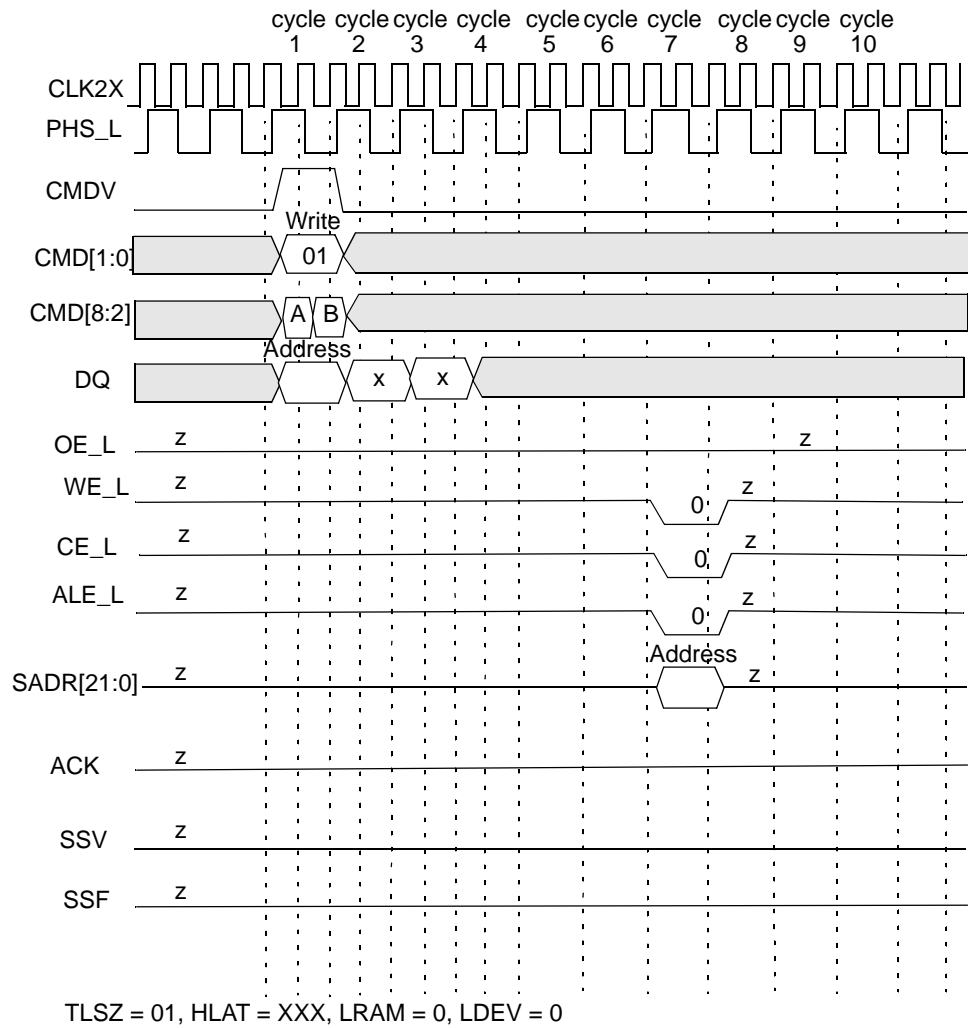 cycle cycle cycle cycle cycle cycle cycle cycle cycle cycle
1 2 3 4 5 6 7 8 9 10
CLK2X
PHS_L
CMDV
Write
CMD[1:0] 01
CMD[8:2] A B
Address
DQ x x
OE_L z z
WE_L z 0 z
CE_L z 0 z
ALE_L z 0 z
Address
SADR[21:0] z z
ACK z
SSV z
SSF z
TLSZ = 01, HLAT = XXX, LRAM = 0, LDEV = 0